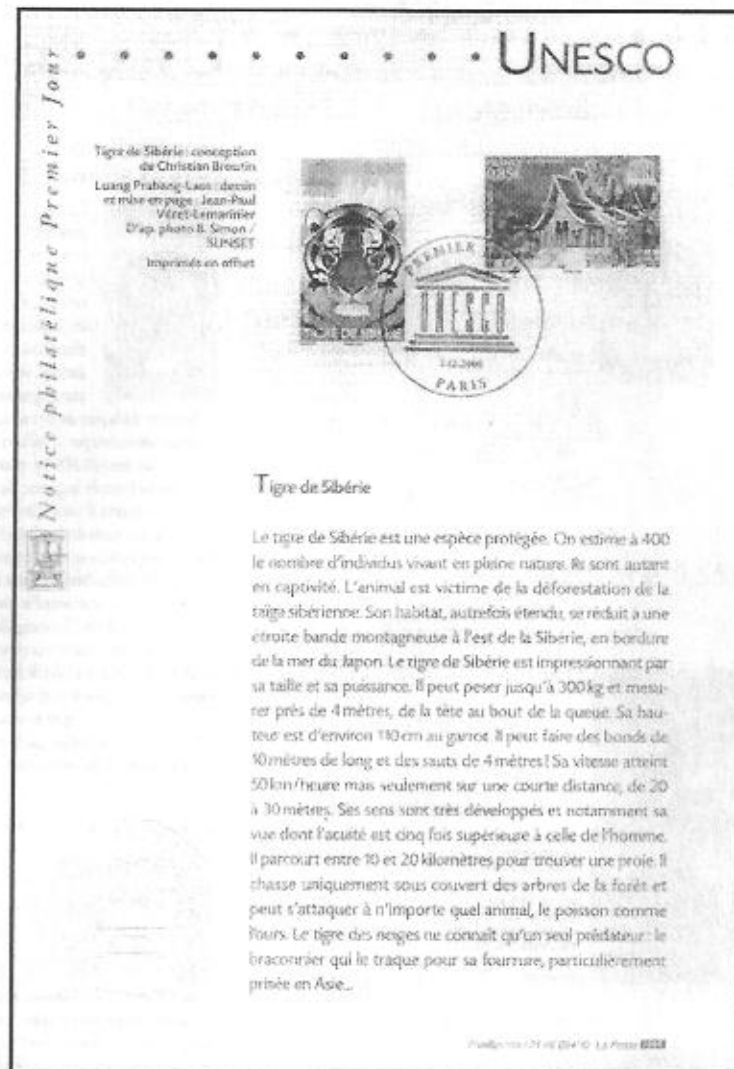 UNESCO
Notice philatélique Premier Jour
Tigre de Sibérie : conception
de Christian Broutin
Luang Prabang-Laos : dessin
et mise en page : Jean-Paul
Véret-Lemarinier
D'ap. photo B. Simon /
SUNSET
Imprimés en offset
PREMIER
UNESCO
PARIS
Tigre de Sibérie
Le tigre de Sibérie est une espèce protégée. On estime à 400
le nombre d'individus vivant en pleine nature. Ils sont autant
en captivité. L'animal est victime de la déforestation de la
taïga sibérienne. Son habitat, autrefois étendu, se réduit à une
étroite bande montagneuse à l'est de la Sibérie, en bordure
de la mer du Japon. Le tigre de Sibérie est impressionnant par
sa taille et sa puissance. Il peut peser jusqu'à 300 kg et mesu-
rer près de 4 mètres, de la tête au bout de la queue. Sa hau-
teur est d'environ 110 cm au garrot. Il peut faire des bonds de
10 mètres de long et des sauts de 4 mètres ! Sa vitesse atteint
50 km/heure mais seulement sur une courte distance, de 20
à 30 mètres. Ses sens sont très développés et notamment sa
vue dont l'acuité est cinq fois supérieure à celle de l'homme.
Il parcourt entre 10 et 20 kilomètres pour trouver une proie. Il
chasse uniquement sous couvert des arbres de la forêt et
peut s'attaquer à n'importe quel animal, le poisson comme
l'ours. Le tigre des neiges ne connaît qu'un seul prédateur : le
braconnier qui le traque pour sa fourrure, particulièrement
prisée en Asie...
La Poste